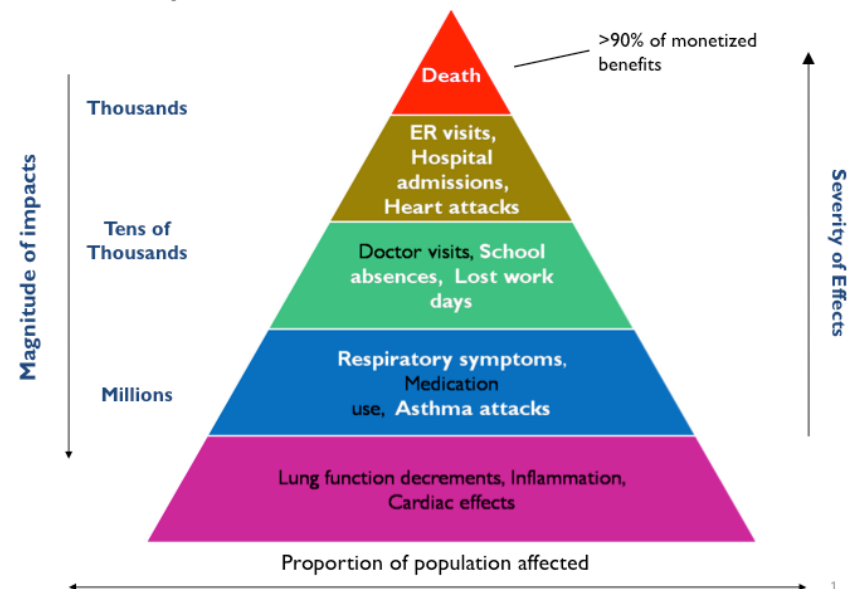 >90% of monetized
benefits
Death
Thousands
ER visits,
Hospital
admissions,
Heart attacks
Magnitude of impacts
Tens of
Thousands
Doctor visits, School
absences, Lost work
days
Severity of Effects
Respiratory symptoms,
Medication
use, Asthma attacks
Millions
Lung function decrements, Inflammation,
Cardiac effects
Proportion of population affected
1